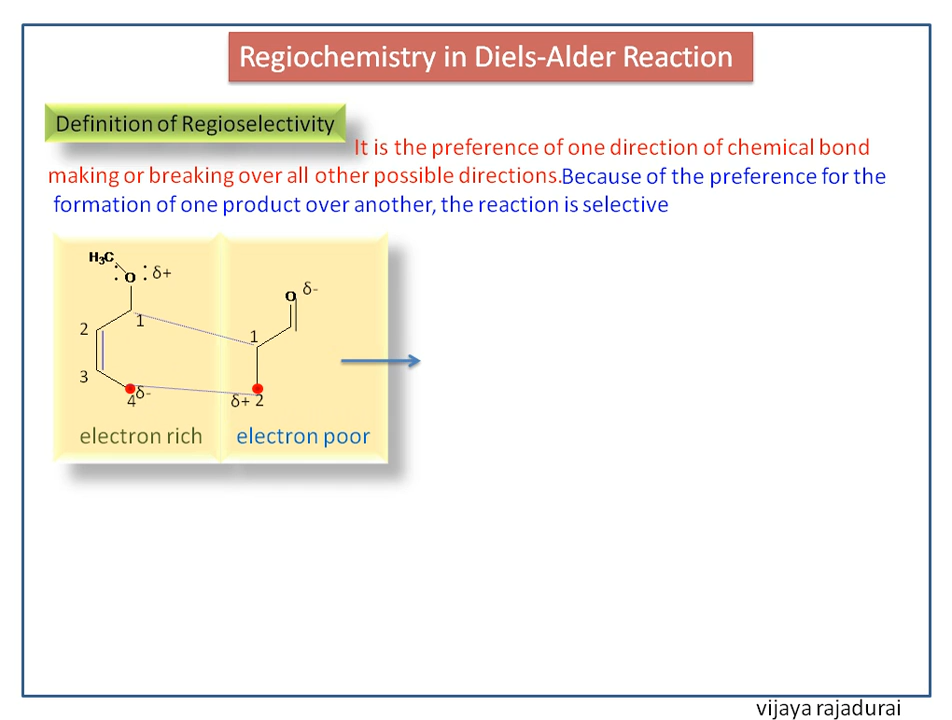 Regiochemistry in Diels-Alder Reaction
Definition of Regioselectivity
It is the preference of one direction of chemical bond
making or breaking over all other possible directions.Because of the preference for the
formation of one product over another, the reaction is selective
H₃C
O δ+
O δ-
1
2
1
3
4 δ-
δ+ 2
electron rich
electron poor
vijaya rajadurai